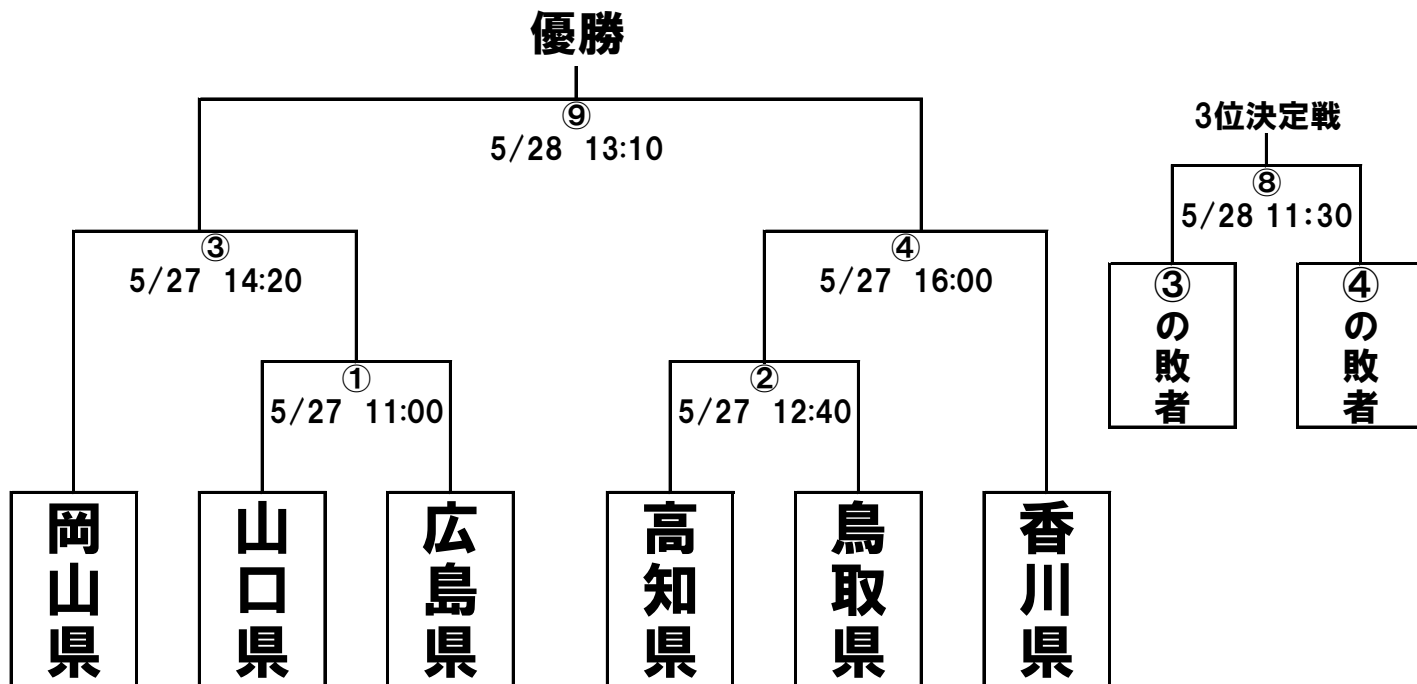 優勝
⑨
5/28 13:10
3位決定戦
⑧
5/28 11:30
③
5/27 14:20
④
5/27 16:00
③の敗者
④の敗者
①
5/27 11:00
②
5/27 12:40
岡山県
山口県
広島県
高知県
鳥取県
香川県